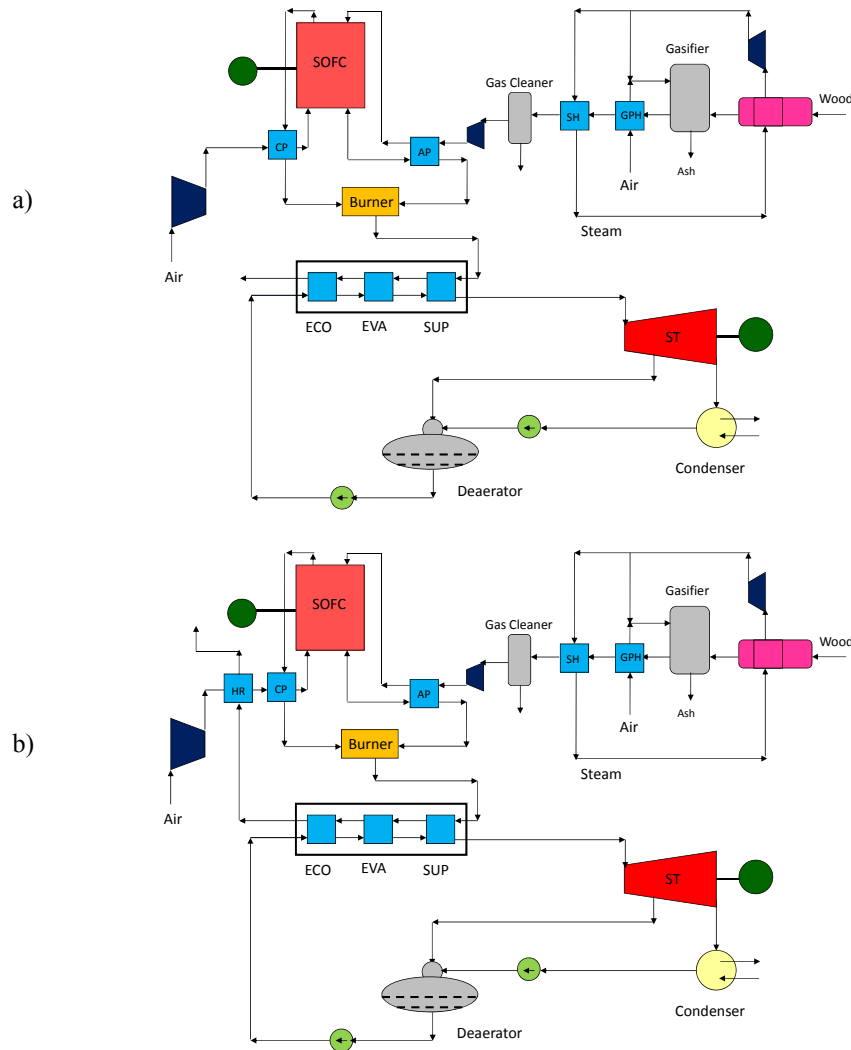 a)
SOFC
Gas Cleaner
Gasifier
Wood
CP
AP
SH
GPH
Air
Ash
Burner
Steam
Air
ECO
EVA
SUP
ST
Condenser
Deaerator
b)
SOFC
Gas Cleaner
Gasifier
Wood
HR
CP
AP
SH
GPH
Air
Ash
Burner
Steam
Air
ECO
EVA
SUP
ST
Condenser
Deaerator